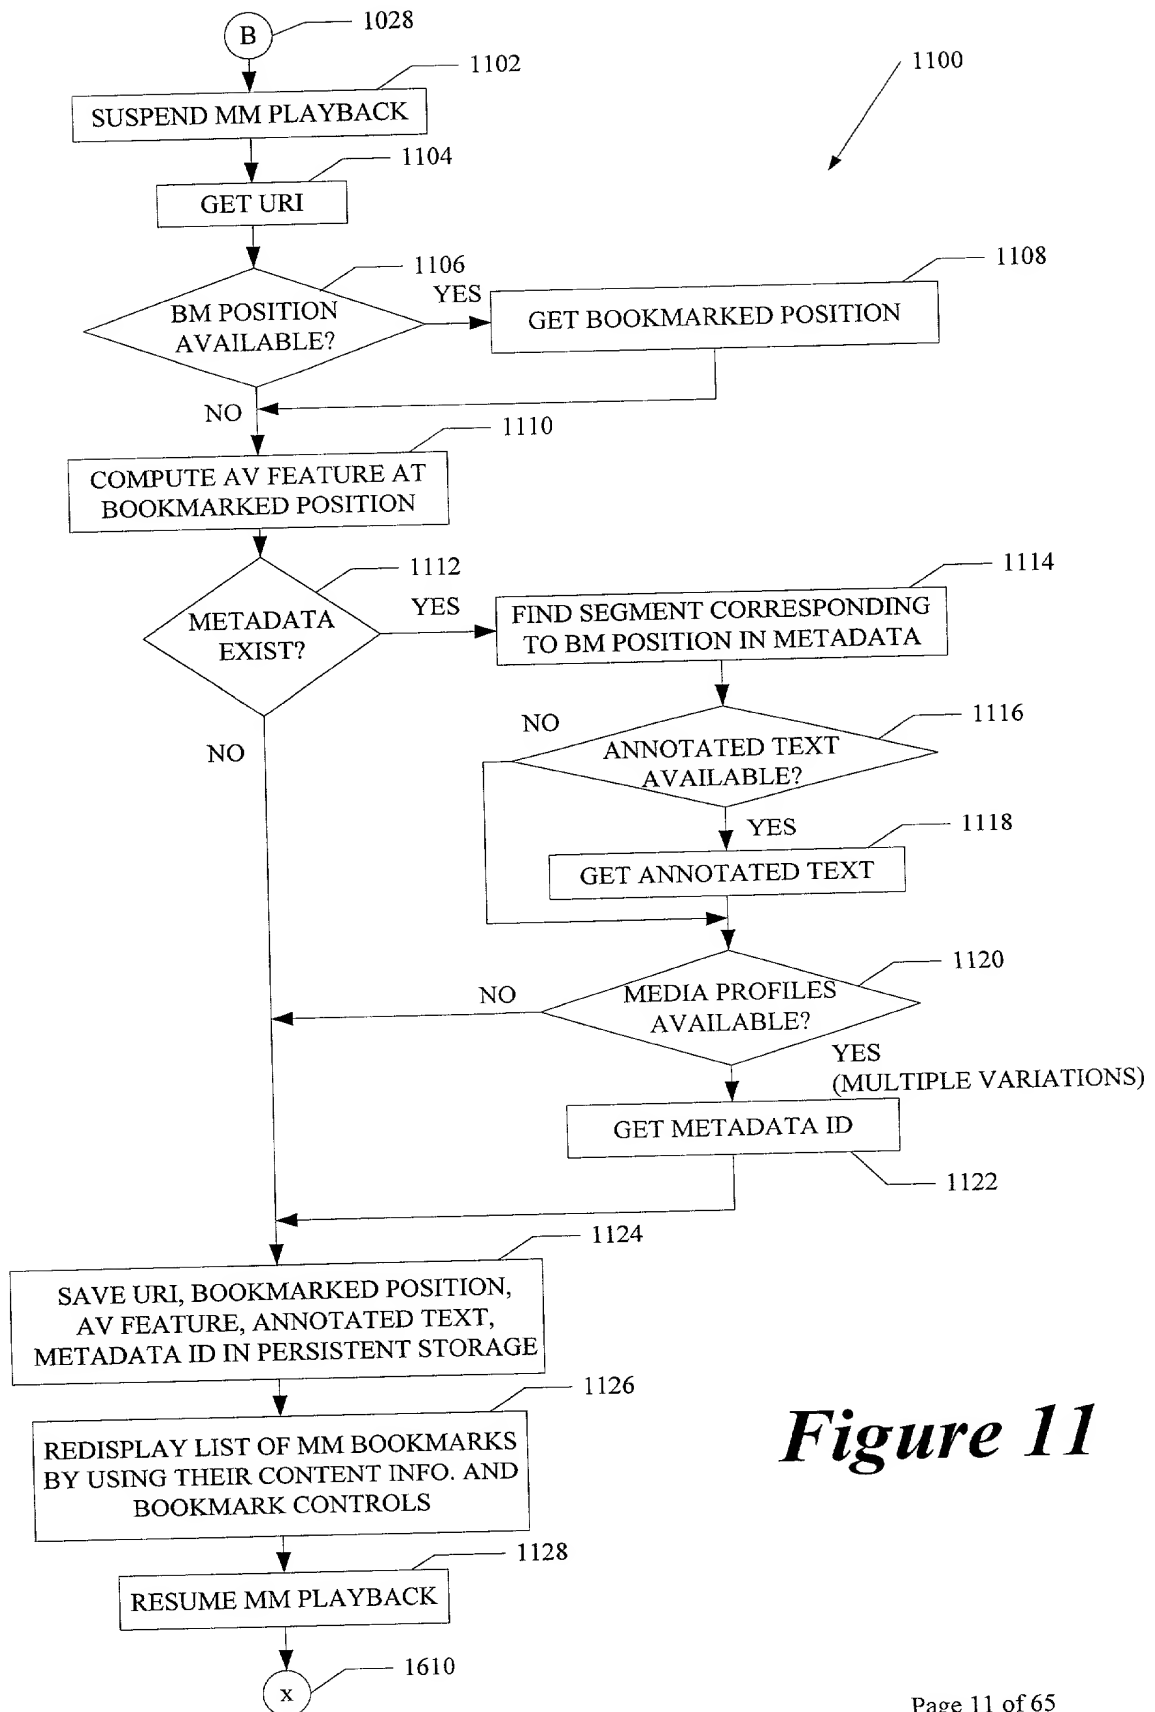 B
1028
1102
1100
SUSPEND MM PLAYBACK
1104
GET URI
1106
1108
BM POSITION
AVAILABLE?
YES
GET BOOKMARKED POSITION
NO
1110
COMPUTE AV FEATURE AT
BOOKMARKED POSITION
1112
1114
METADATA
EXIST?
YES
FIND SEGMENT CORRESPONDING
TO BM POSITION IN METADATA
NO
NO
1116
ANNOTATED TEXT
AVAILABLE?
YES
1118
GET ANNOTATED TEXT
1120
NO
MEDIA PROFILES
AVAILABLE?
YES
(MULTIPLE VARIATIONS)
GET METADATA ID
1122
1124
SAVE URI, BOOKMARKED POSITION,
AV FEATURE, ANNOTATED TEXT,
METADATA ID IN PERSISTENT STORAGE
1126
REDISPLAY LIST OF MM BOOKMARKS
BY USING THEIR CONTENT INFO. AND
BOOKMARK CONTROLS
Figure 11
1128
RESUME MM PLAYBACK
1610
x
Page 11 of 65